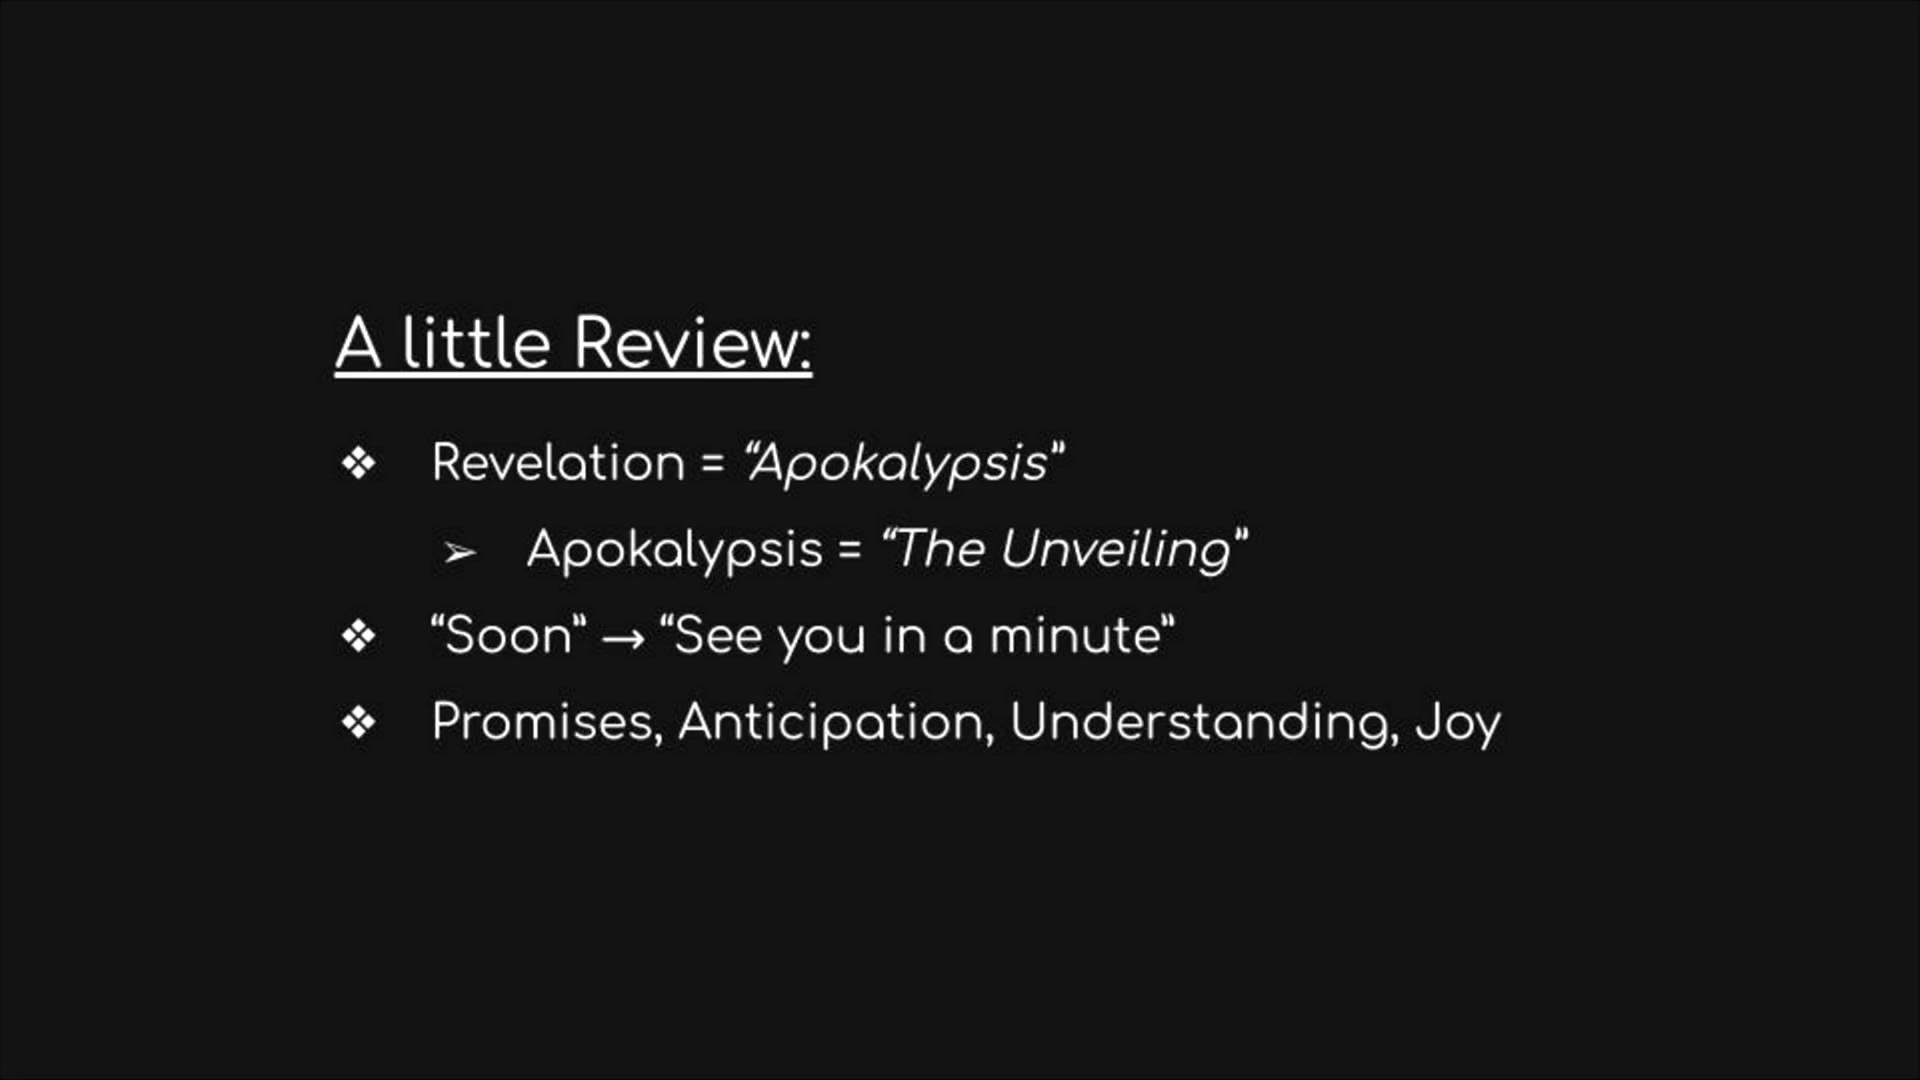 A little Review:
❖ Revelation = “Apokalypsis”
➢ Apokalypsis = “The Unveiling”
❖ “Soon” → “See you in a minute”
❖ Promises, Anticipation, Understanding, Joy